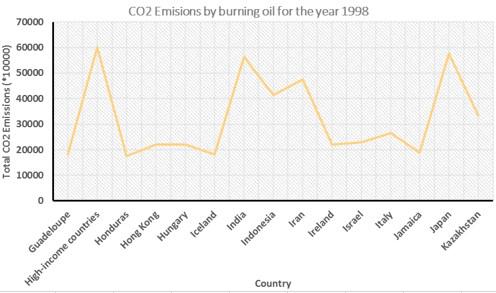 CO2 Emisions by burning oil for the year 1998
Total CO2 Emissions (*10000)
70000
60000
50000
40000
30000
20000
10000
0
Guadeloupe
High-income countries
Honduras
Hong Kong
Hungary
Iceland
India
Indonesia
Iran
Ireland
Israel
Italy
Jamaica
Japan
Kazakhstan
Country